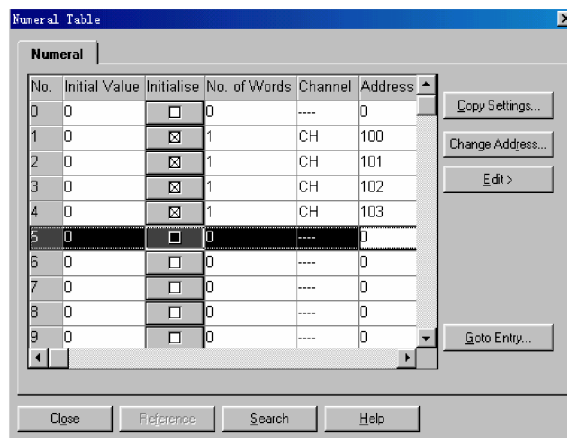 Numeral Table
Numeral
No. Initial Value Initialise No. of Words Channel Address
0 0 0 ---- 0
1 0 1 CH 100
2 0 1 CH 101
3 0 1 CH 102
4 0 1 CH 103
5 0 0 ---- 0
6 0 0 ---- 0
7 0 0 ---- 0
8 0 0 ---- 0
9 0 0 ---- 0
Copy Settings...
Change Address...
Edit >
Goto Entry...
Close Reference Search Help